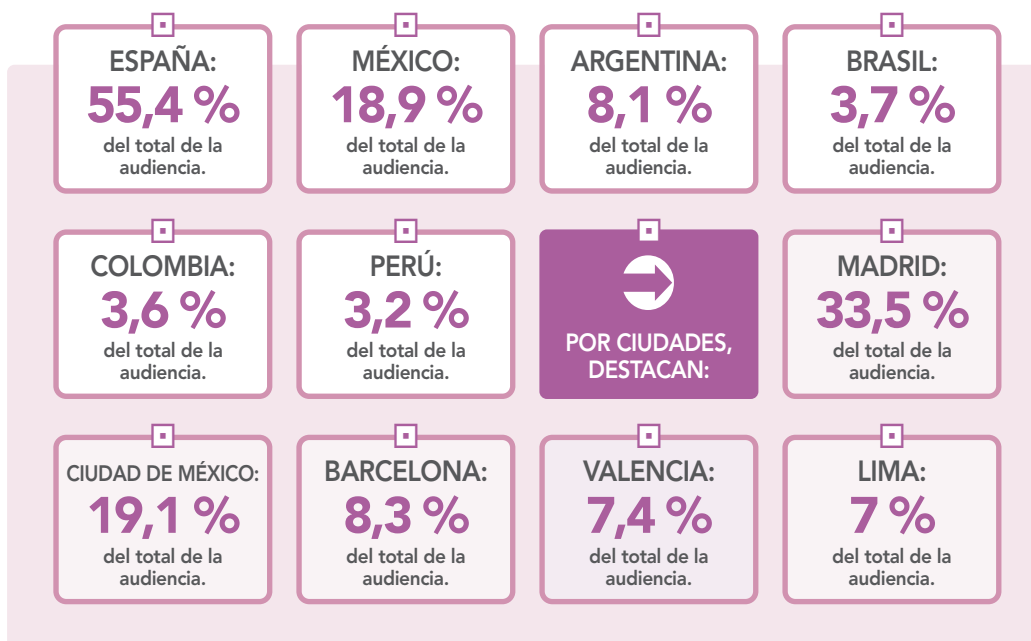 ESPAÑA:
55,4 %
del total de la
audiencia.
MÉXICO:
18,9 %
del total de la
audiencia.
ARGENTINA:
8,1 %
del total de la
audiencia.
BRASIL:
3,7 %
del total de la
audiencia.
COLOMBIA:
3,6 %
del total de la
audiencia.
PERÚ:
3,2 %
del total de la
audiencia.
POR CIUDADES,
DESTACAN:
MADRID:
33,5 %
del total de la
audiencia.
CIUDAD DE MÉXICO:
19,1 %
del total de la
audiencia.
BARCELONA:
8,3 %
del total de la
audiencia.
VALENCIA:
7,4 %
del total de la
audiencia.
LIMA:
7 %
del total de la
audiencia.